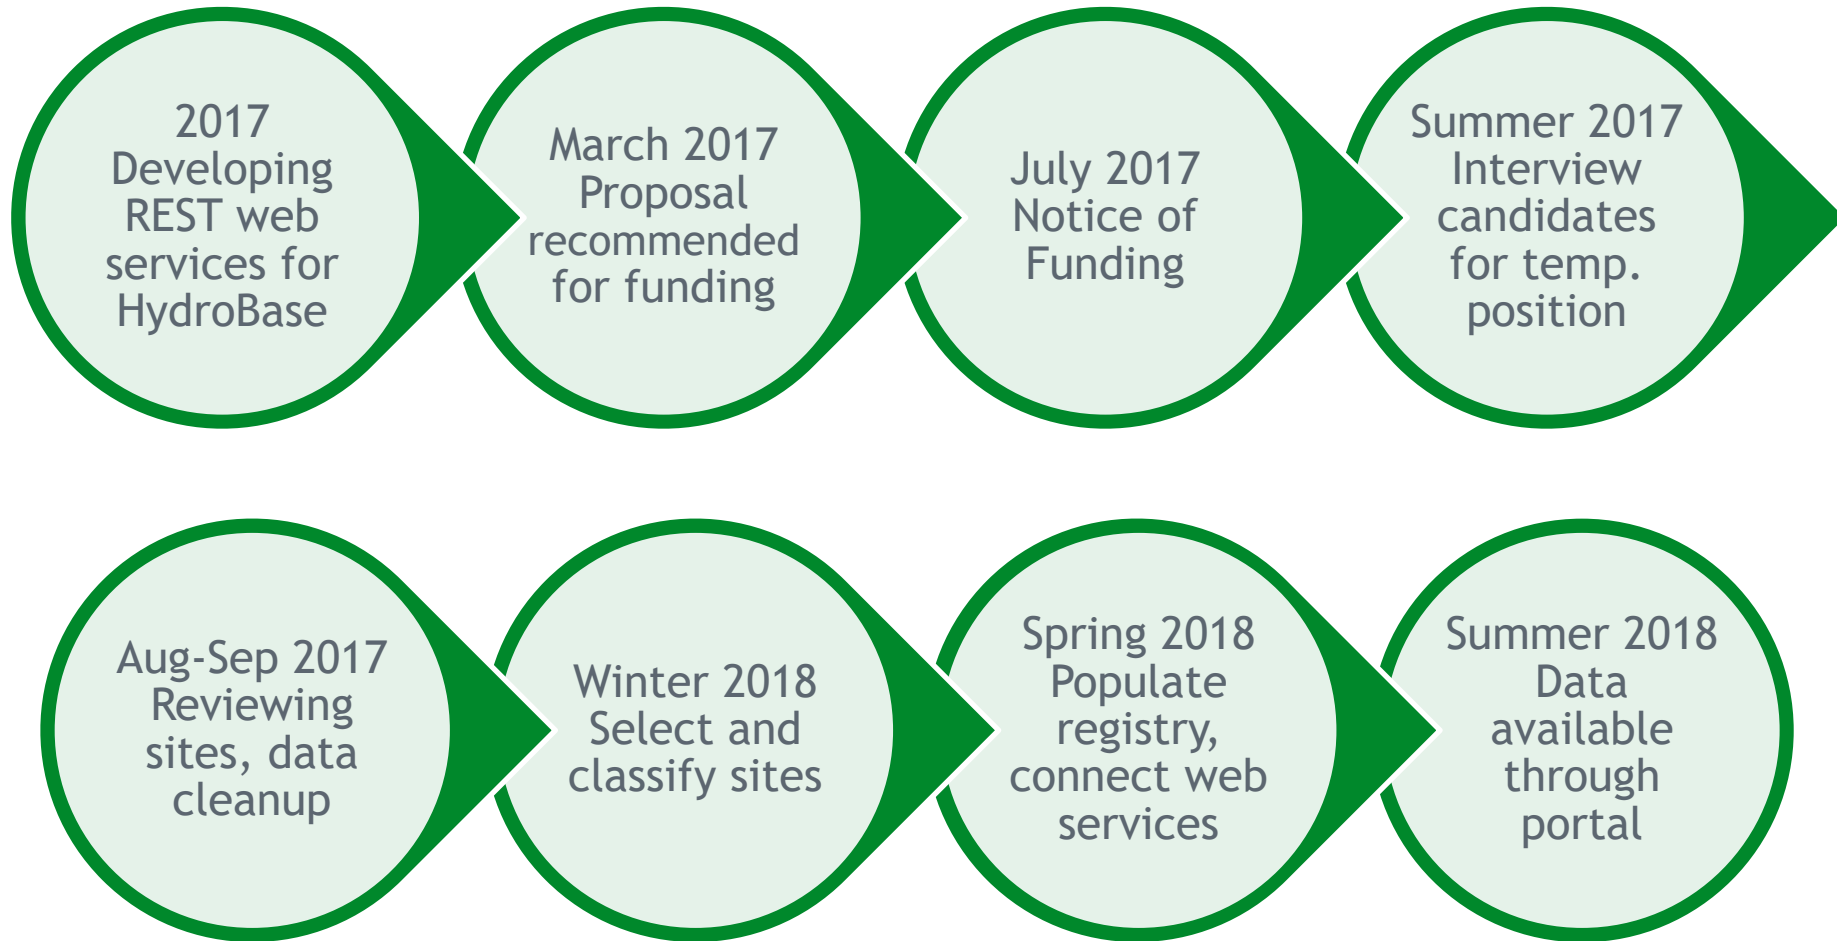 2017
Developing
REST web
services for
HydroBase
March 2017
Proposal
recommended
for funding
July 2017
Notice of
Funding
Summer 2017
Interview
candidates
for temp.
position
Aug-Sep 2017
Reviewing
sites, data
cleanup
Winter 2018
Select and
classify sites
Spring 2018
Populate
registry,
connect web
services
Summer 2018
Data
available
through
portal